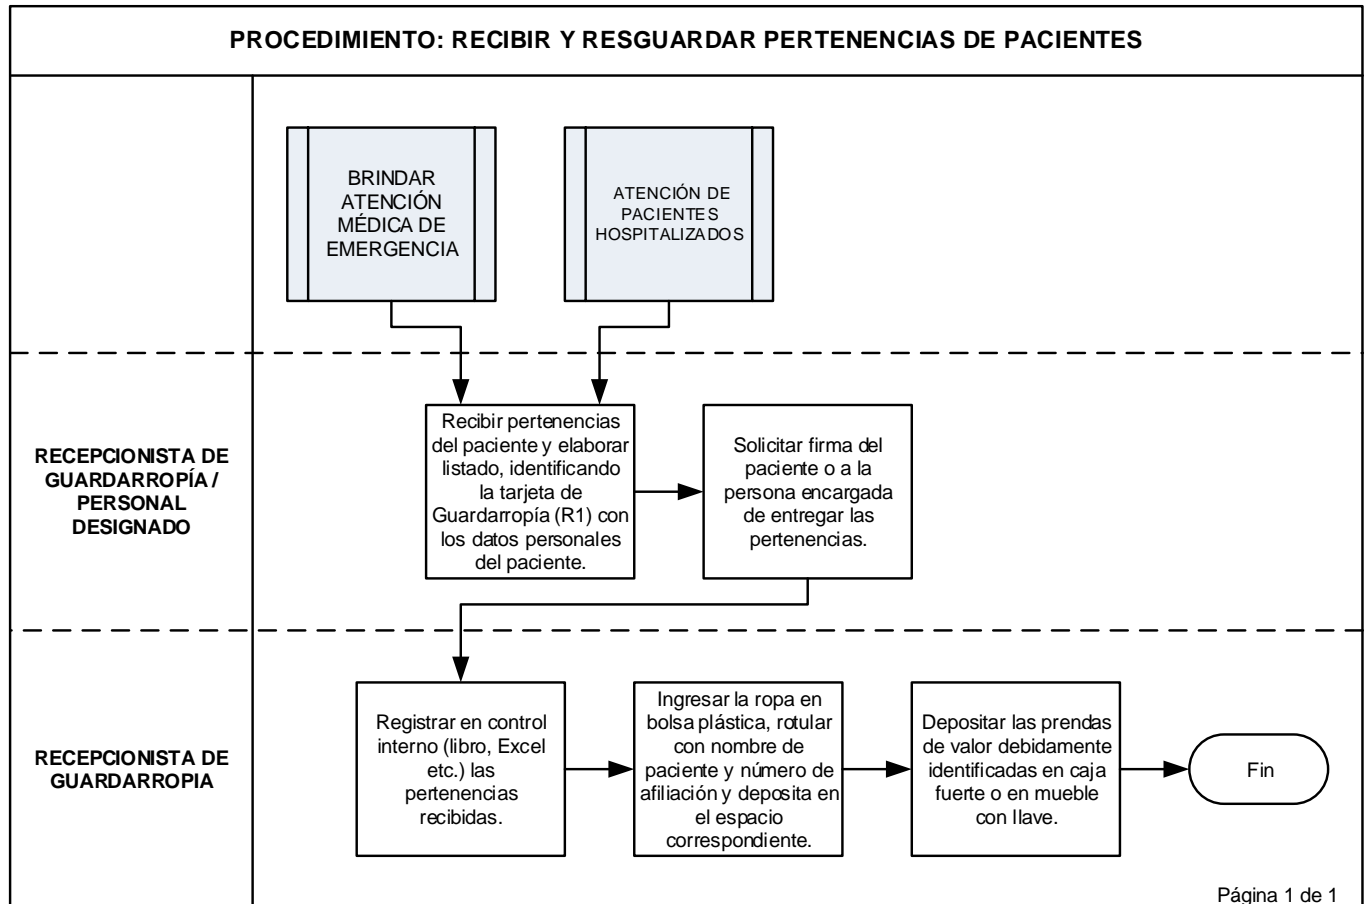 PROCEDIMIENTO: RECIBIR Y RESGUARDAR PERTENENCIAS DE PACIENTES
BRINDAR
ATENCIÓN
MÉDICA DE
EMERGENCIA
ATENCIÓN DE
PACIENTES
HOSPITALIZADOS
RECEPCIONISTA DE
GUARDARROPÍA /
PERSONAL
DESIGNADO
Recibir pertenencias
del paciente y elaborar
listado, identificando
la tarjeta de
Guardarropía (R1) con
los datos personales
del paciente.
Solicitar firma del
paciente o a la
persona encargada
de entregar las
pertenencias.
RECEPCIONISTA DE
GUARDARROPIA
Registrar en control
interno (libro, Excel
etc.) las
pertenencias
recibidas.
Ingresar la ropa en
bolsa plástica, rotular
con nombre de
paciente y número de
afiliación y deposita en
el espacio
correspondiente.
Depositar las prendas
de valor debidamente
identificadas en caja
fuerte o en mueble
con llave.
Fin
Página 1 de 1